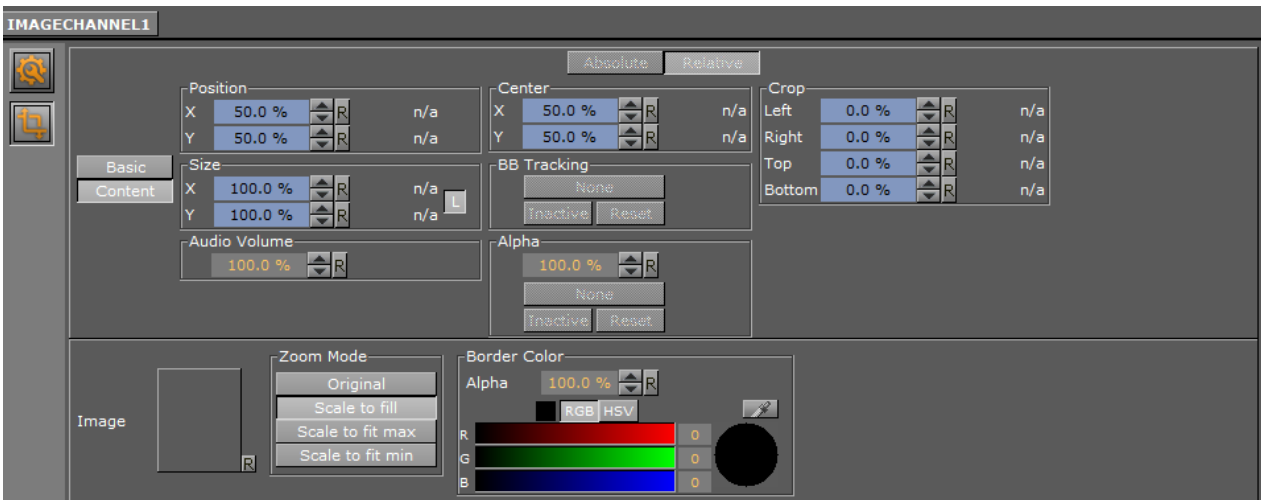 IMAGECHANNEL1
Absolute Relative
Position Center Crop
X 50.0 % R n/a X 50.0 % R n/a Left 0.0 % R n/a
Y 50.0 % R n/a Y 50.0 % R n/a Right 0.0 % R n/a
Basic Size BB Tracking Top 0.0 % R n/a
Content X 100.0 % R n/a L None Bottom 0.0 % R n/a
Y 100.0 % R n/a Inactive Reset
Audio Volume Alpha
100.0 % R 100.0 % R
None
Inactive Reset
Zoom Mode Border Color
Original Alpha 100.0 % R
Scale to fill RGB HSV
Image Scale to fit max R 0
Scale to fit min G 0
R B 0